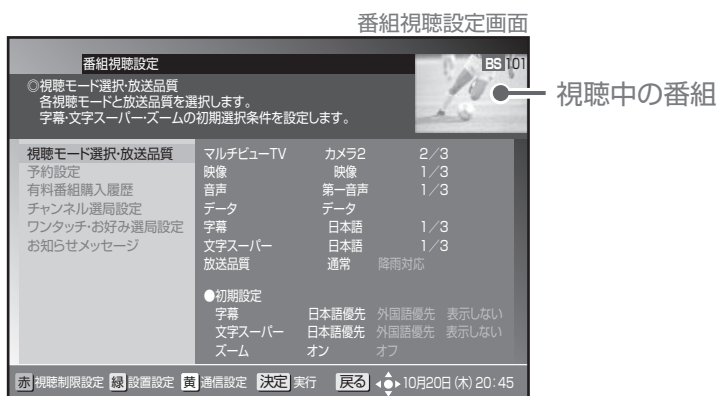 番組視聴設定画面
番組視聴設定
BS 101
◎視聴モード選択・放送品質
各視聴モードと放送品質を選択します。
字幕・文字スーパー・ズームの初期選択条件を設定します。
視聴中の番組
視聴モード選択・放送品質
予約設定
有料番組購入履歴
チャンネル選局設定
ワンタッチ・お好み選局設定
お知らせメッセージ
マルチビューTV カメラ2 2/3
映像 映像 1/3
音声 第一音声 1/3
データ データ
字幕 日本語 1/3
文字スーパー 日本語 1/3
放送品質 通常 降雨対応
●初期設定
字幕 日本語優先 外国語優先 表示しない
文字スーパー 日本語優先 外国語優先 表示しない
ズーム オン オフ
赤 視聴制限設定 緑 設置設定 黄 通信設定 決定 実行 戻る 10月20日(木)20:45